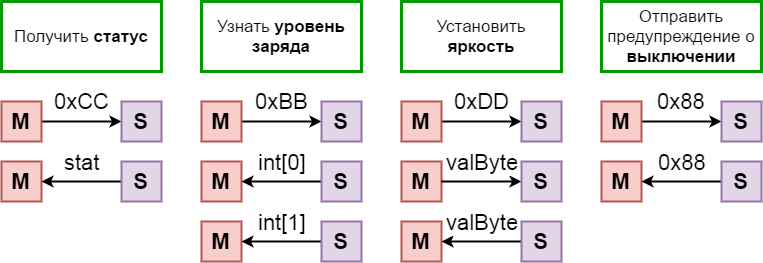 Получить статус
Узнать уровень
заряда
Установить
яркость
Отправить
предупреждение о
выключении
M 0xCC S
M 0xBB S
M 0xDD S
M 0x88 S
M stat S
M int[0] S
M valByte S
M 0x88 S
M int[1] S
M valByte S